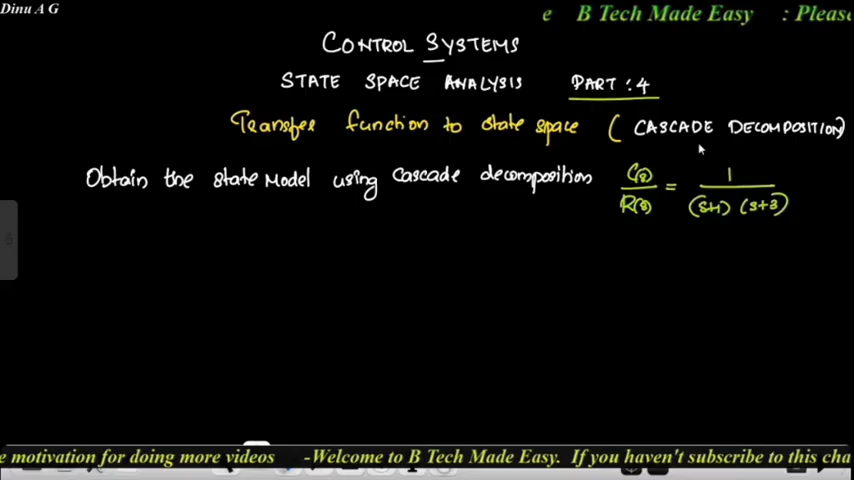 Dinu A G
e B Tech Made Easy : Please
CONTROL SYSTEMS
STATE SPACE ANALYSIS PART : 4
Transfer function to state space ( CASCADE DECOMPOSITION)
Obtain the state Model using Cascade decomposition C(s)/R(s) = 1/(s+1) (s+3)
e motivation for doing more videos -Welcome to B Tech Made Easy. If you haven't subscribe to this cha